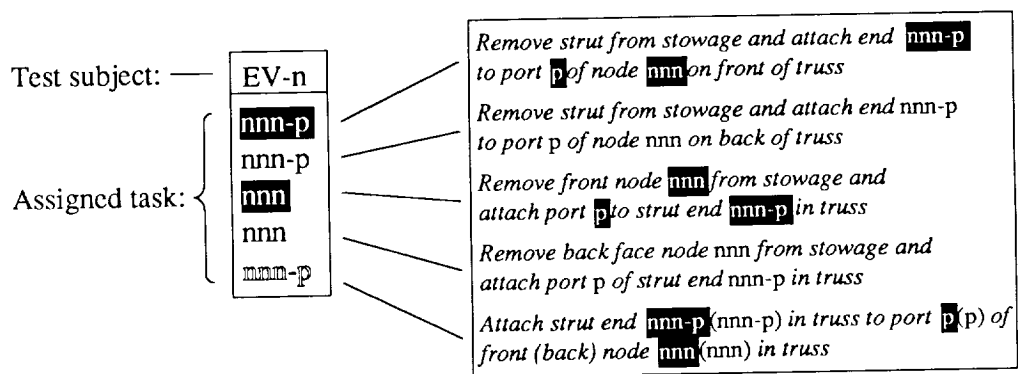 Test subject:
EV-n
Assigned task:
nnn-p
nnn-p
nnn
nnn
nnn-p
Remove strut from stowage and attach end nnn-p
to port p of node nnn on front of truss
Remove strut from stowage and attach end nnn-p
to port p of node nnn on back of truss
Remove front node nnn from stowage and
attach port p to strut end nnn-p in truss
Remove back face node nnn from stowage and
attach port p of strut end nnn-p in truss
Attach strut end nnn-p (nnn-p) in truss to port p (p) of
front (back) node nnn (nnn) in truss